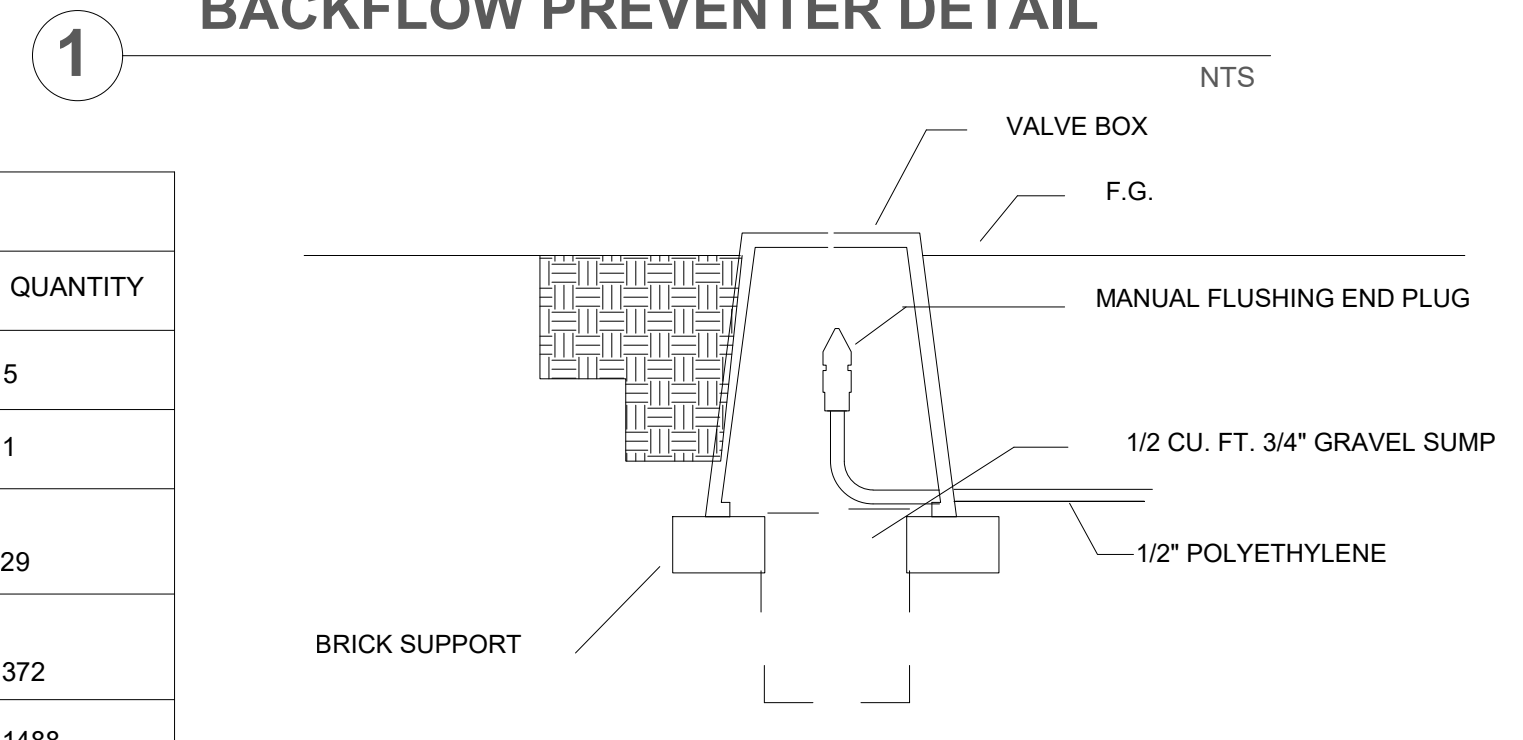 BACKFLOW PREVENTER DETAIL
1
NTS
VALVE BOX
F.G.
MANUAL FLUSHING END PLUG
1/2 CU. FT. 3/4" GRAVEL SUMP
1/2" POLYETHYLENE
BRICK SUPPORT
QUANTITY
5
1
29
372
1488